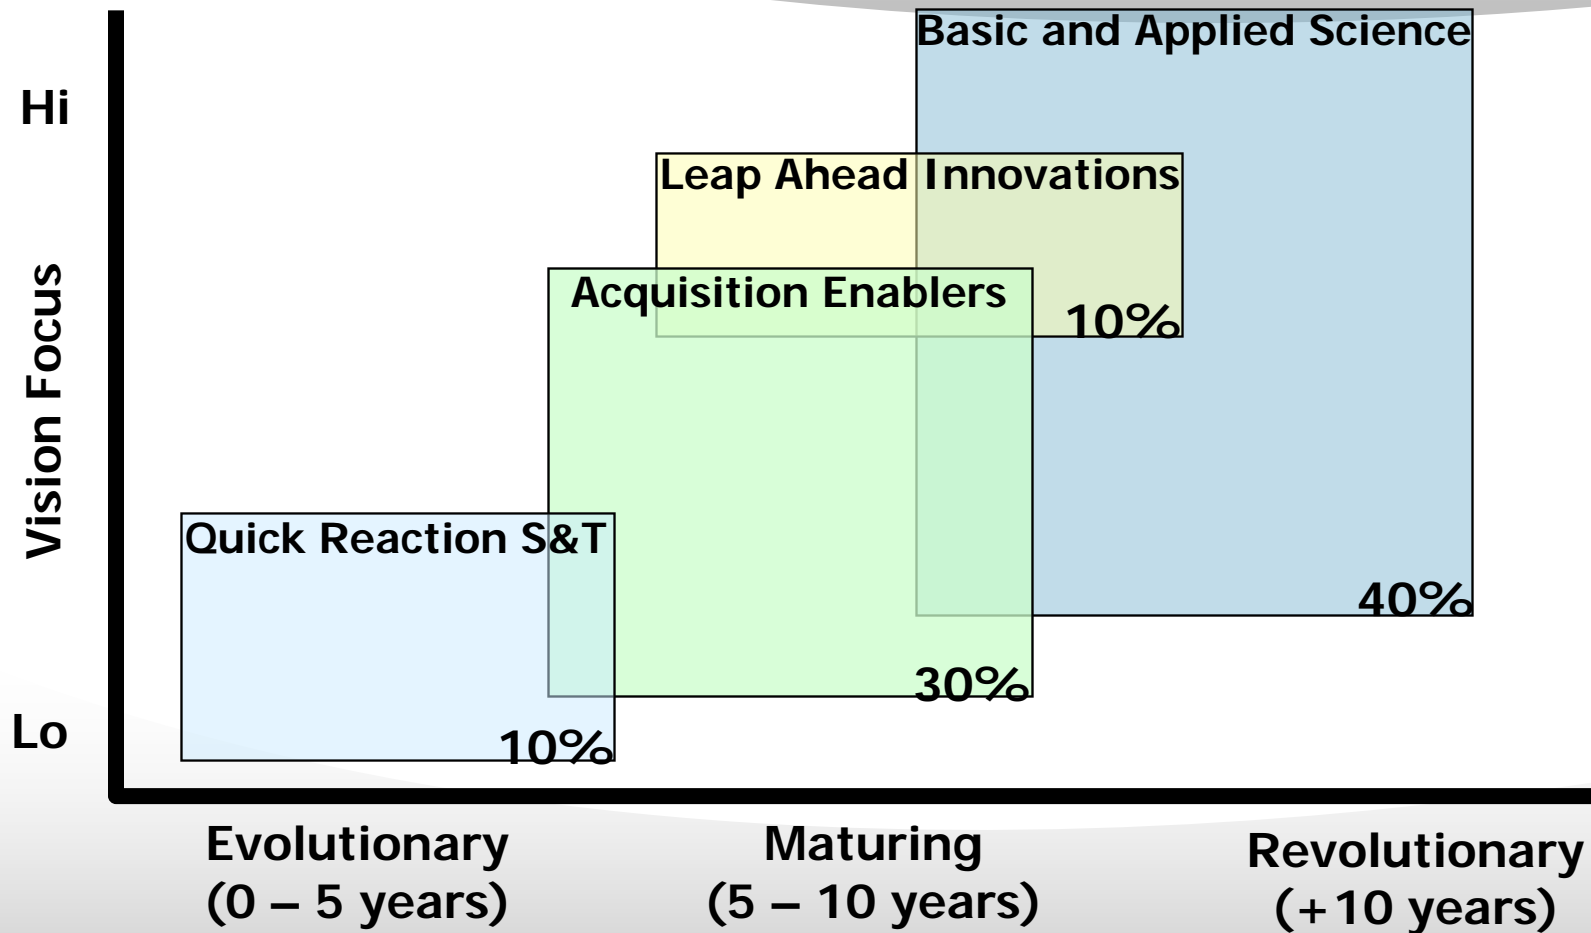 Basic and Applied Science
Hi
Leap Ahead Innovations
Acquisition Enablers
10%
Vision Focus
Quick Reaction S&T
40%
30%
Lo
10%
Evolutionary
(0 – 5 years)
Maturing
(5 – 10 years)
Revolutionary
(+10 years)